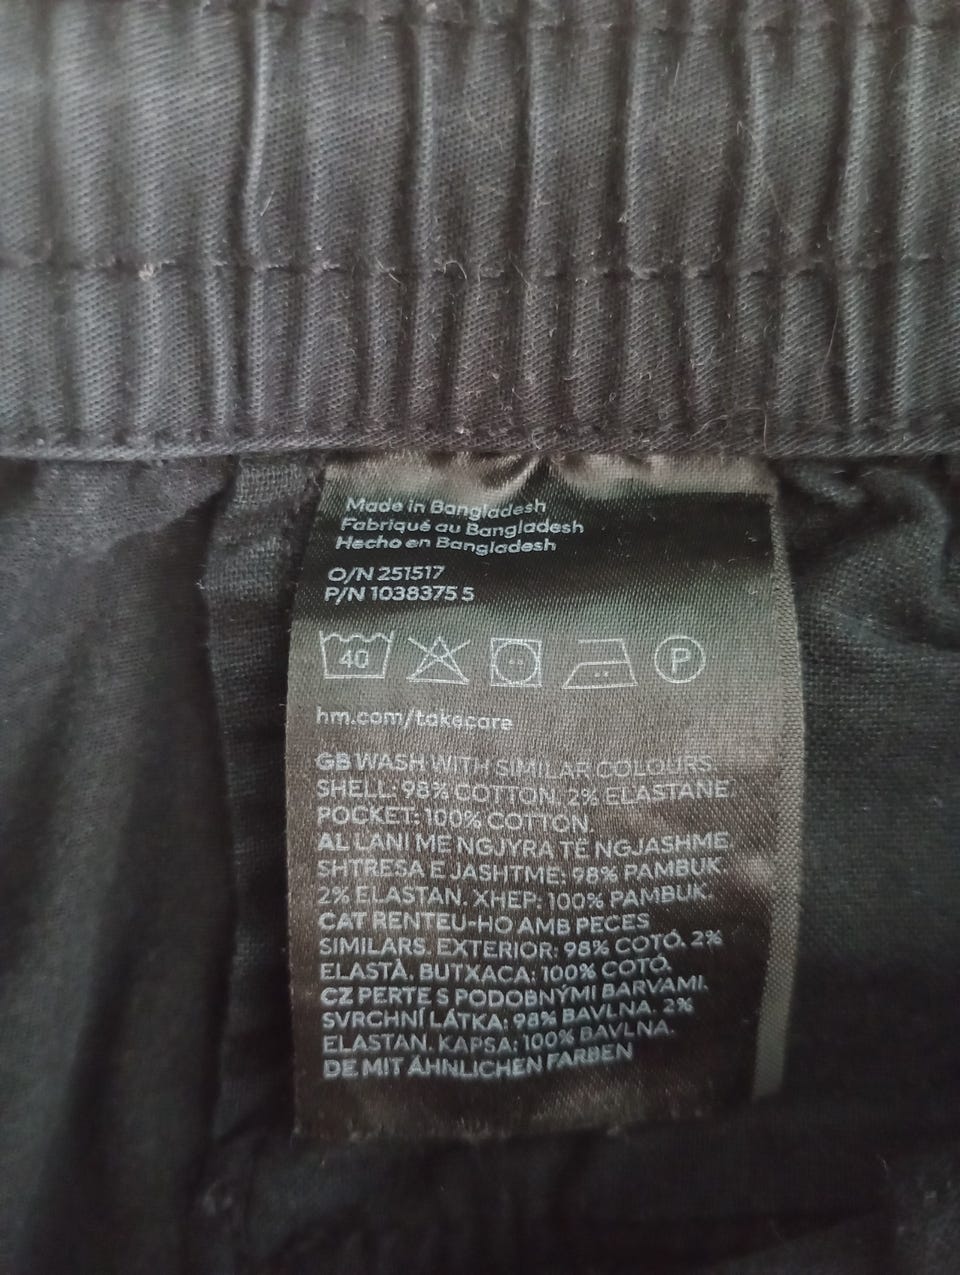 Made in Bangladesh
Fabriqué au Bangladesh
Hecho en Bangladesh
O/N 251517
P/N 1038375 5
40
P
hm.com/takecare
GB WASH WITH SIMILAR COLOURS.
SHELL: 98% COTTON. 2% ELASTANE.
POCKET: 100% COTTON.
AL LANI ME NGJYRA TË NGJASHME.
SHTRESA E JASHTME: 98% PAMBUK.
2% ELASTAN. XHEP: 100% PAMBUK.
CAT RENTEU-HO AMB PECES
SIMILARS. EXTERIOR: 98% COTÓ. 2%
ELASTÀ. BUTXACA: 100% COTÓ.
CZ PERTE S PODOBNÝMI BARVAMI.
SVRCHNÍ LÁTKA: 98% BAVLNA. 2%
ELASTAN. KAPSA: 100% BAVLNA.
DE MIT ÄHNLICHEN FARBEN